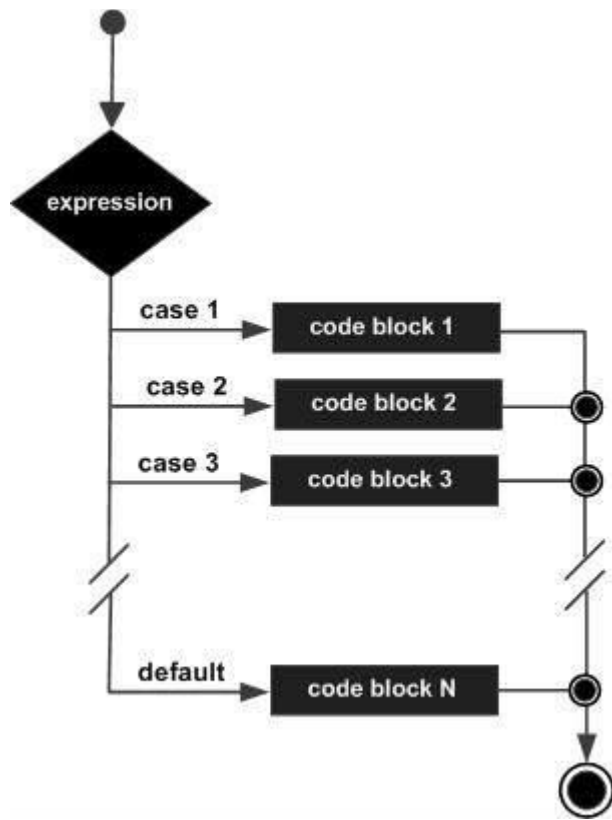 expression
case 1
code block 1
case 2
code block 2
case 3
code block 3
default
code block N